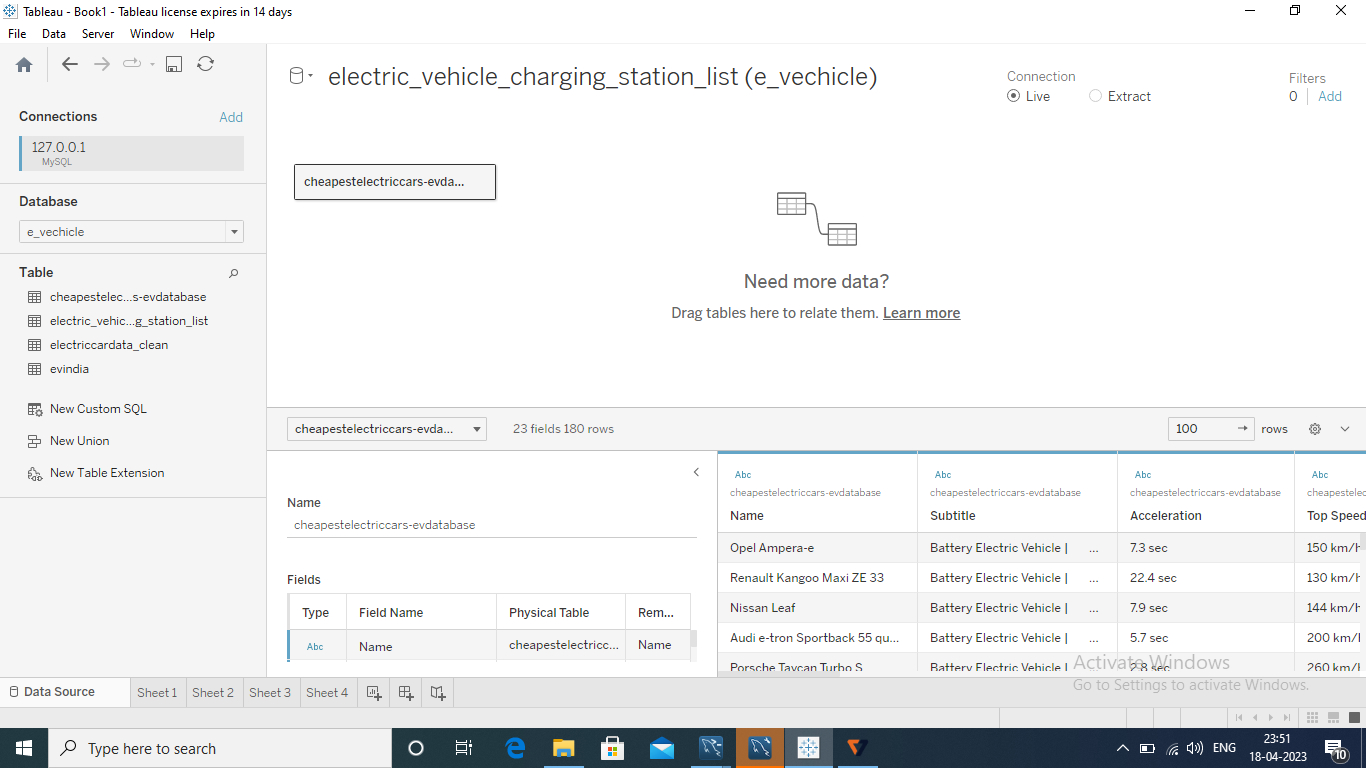 Tableau - Book1 - Tableau license expires in 14 days
File Data Server Window Help
Connections Add
127.0.0.1
MySQL
Database
e_vechicle
Table
cheapestelec...s-evdatabase
electric_vehic...g_station_list
electriccardata_clean
evindia
New Custom SQL
New Union
New Table Extension
electric_vehicle_charging_station_list (e_vechicle)
Connection
Live Extract
Filters
0 Add
cheapestelectriccars-evda...
Need more data?
Drag tables here to relate them. Learn more
cheapestelectriccars-evda... 23 fields 180 rows 100 rows
Name
cheapestelectriccars-evdatabase
Fields
Type Field Name Physical Table Rem...
Abc Name cheapestelectricc... Name
Abc Abc Abc Abc
cheapestelectriccars-evdatabase cheapestelectriccars-evdatabase cheapestelectriccars-evdatabase cheapestelec
Name Subtitle Acceleration Top Speed
Opel Ampera-e Battery Electric Vehicle | ... 7.3 sec 150 km/h
Renault Kangoo Maxi ZE 33 Battery Electric Vehicle | ... 22.4 sec 130 km/h
Nissan Leaf Battery Electric Vehicle | ... 7.9 sec 144 km/h
Audi e-tron Sportback 55 qu... Battery Electric Vehicle | ... 5.7 sec 200 km/l
Porsche Taycan Turbo S Battery Electric Vehicle | ... 2.8 sec 260 km/l
Activate Windows
Go to Settings to activate Windows.
Data Source Sheet 1 Sheet 2 Sheet 3 Sheet 4
Type here to search
ENG
23:51
18-04-2023
10